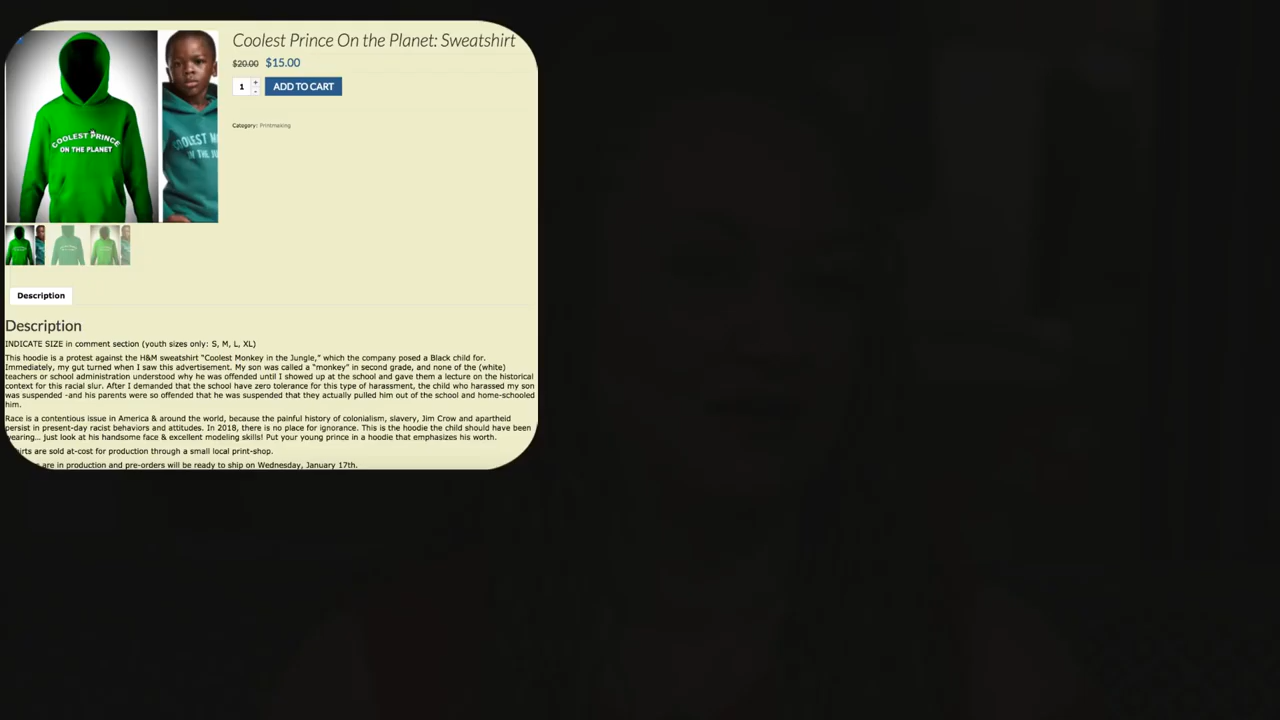 Coolest Prince On the Planet: Sweatshirt
$20.00 $15.00
1 + -
ADD TO CART
Category: Printmaking
COOLEST PRINCE
ON THE PLANET
COOLEST
IN THE
Description
Description
INDICATE SIZE in comment section (youth sizes only: S, M, L, XL)
This hoodie is a protest against the H&M sweatshirt “Coolest Monkey in the Jungle,” which the company posed a Black child for.
Immediately, my gut turned when I saw this advertisement. My son was called a “monkey” in second grade, and none of the (white)
teachers or school administration understood why he was offended until I showed up at the school and gave them a lecture on the historical
context for this racial slur. After I demanded that the school have zero tolerance for this type of harassment, the child who harassed my son
was suspended -and his parents were so offended that he was suspended that they actually pulled him out of the school and home-schooled
him.
Race is a contentious issue in America & around the world, because the painful history of colonialism, slavery, Jim Crow and apartheid
persist in present-day racist behaviors and attitudes. In 2018, there is no place for ignorance. This is the hoodie the child should have been
wearing… just look at his handsome face & excellent modeling skills! Put your young prince in a hoodie that emphasizes his worth.
are sold at-cost for production through a small local print-shop.
are in production and pre-orders will be ready to ship on Wednesday, January 17th.